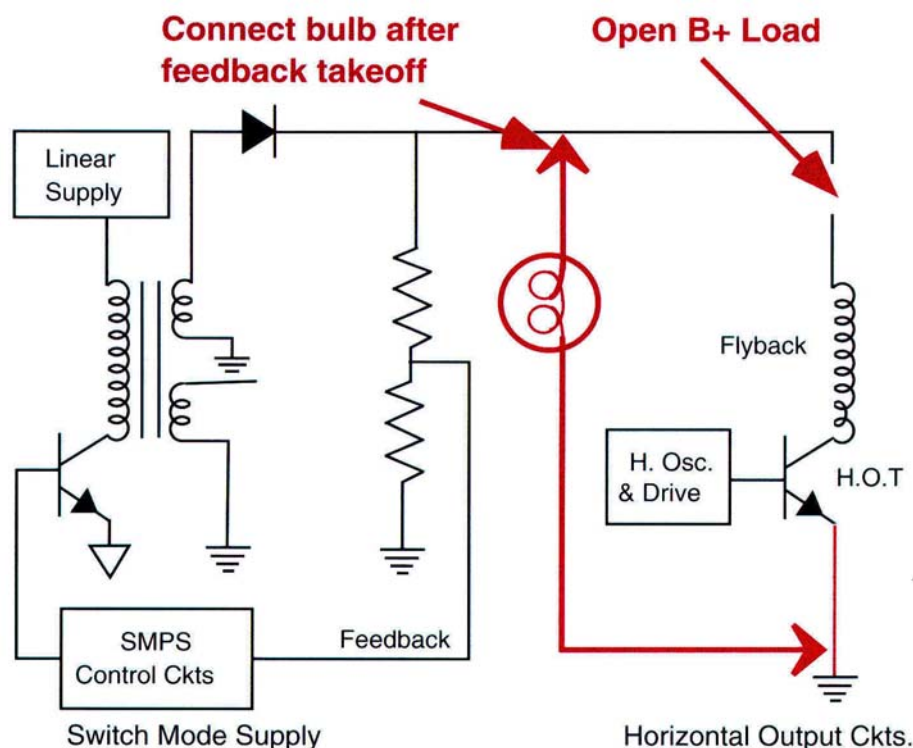 Connect bulb after
feedback takeoff
Open B+ Load
Linear
Supply
Flyback
H. Osc.
& Drive
H.O.T
SMPS
Control Ckts
Feedback
Switch Mode Supply
Horizontal Output Ckts.